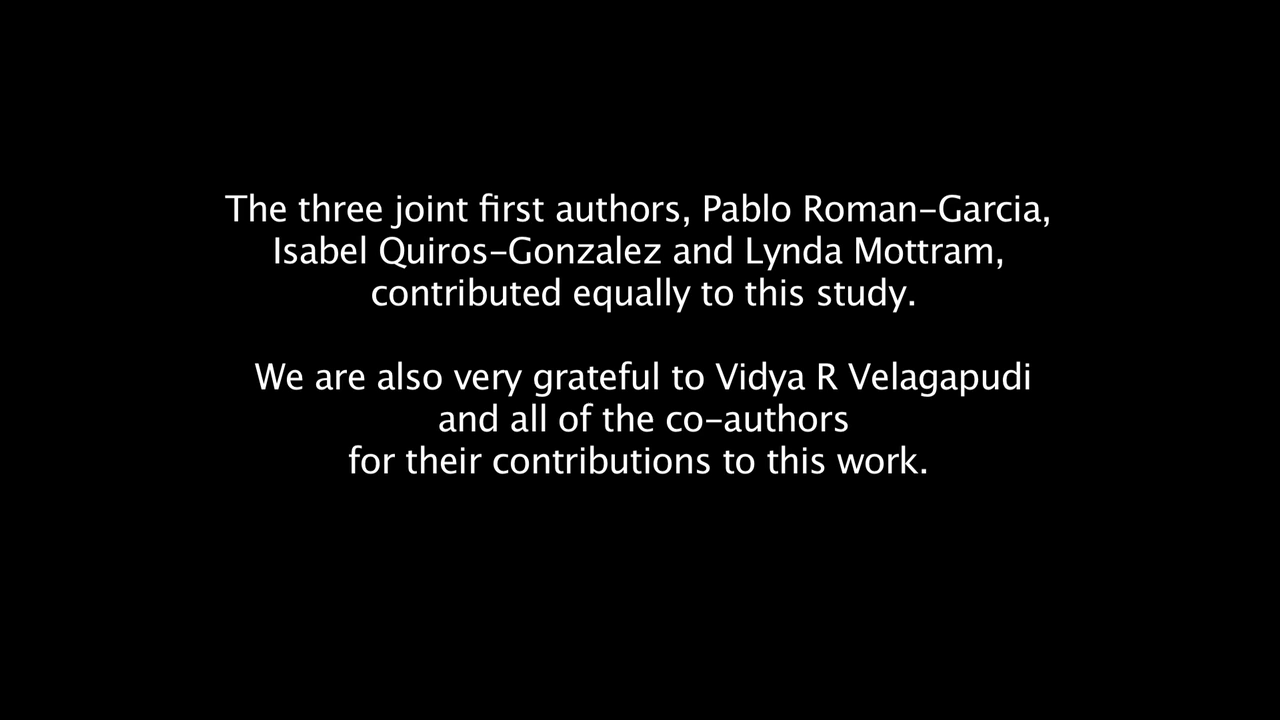 The three joint first authors, Pablo Roman–Garcia,
Isabel Quiros–Gonzalez and Lynda Mottram,
contributed equally to this study.
We are also very grateful to Vidya R Velagapudi
and all of the co–authors
for their contributions to this work.